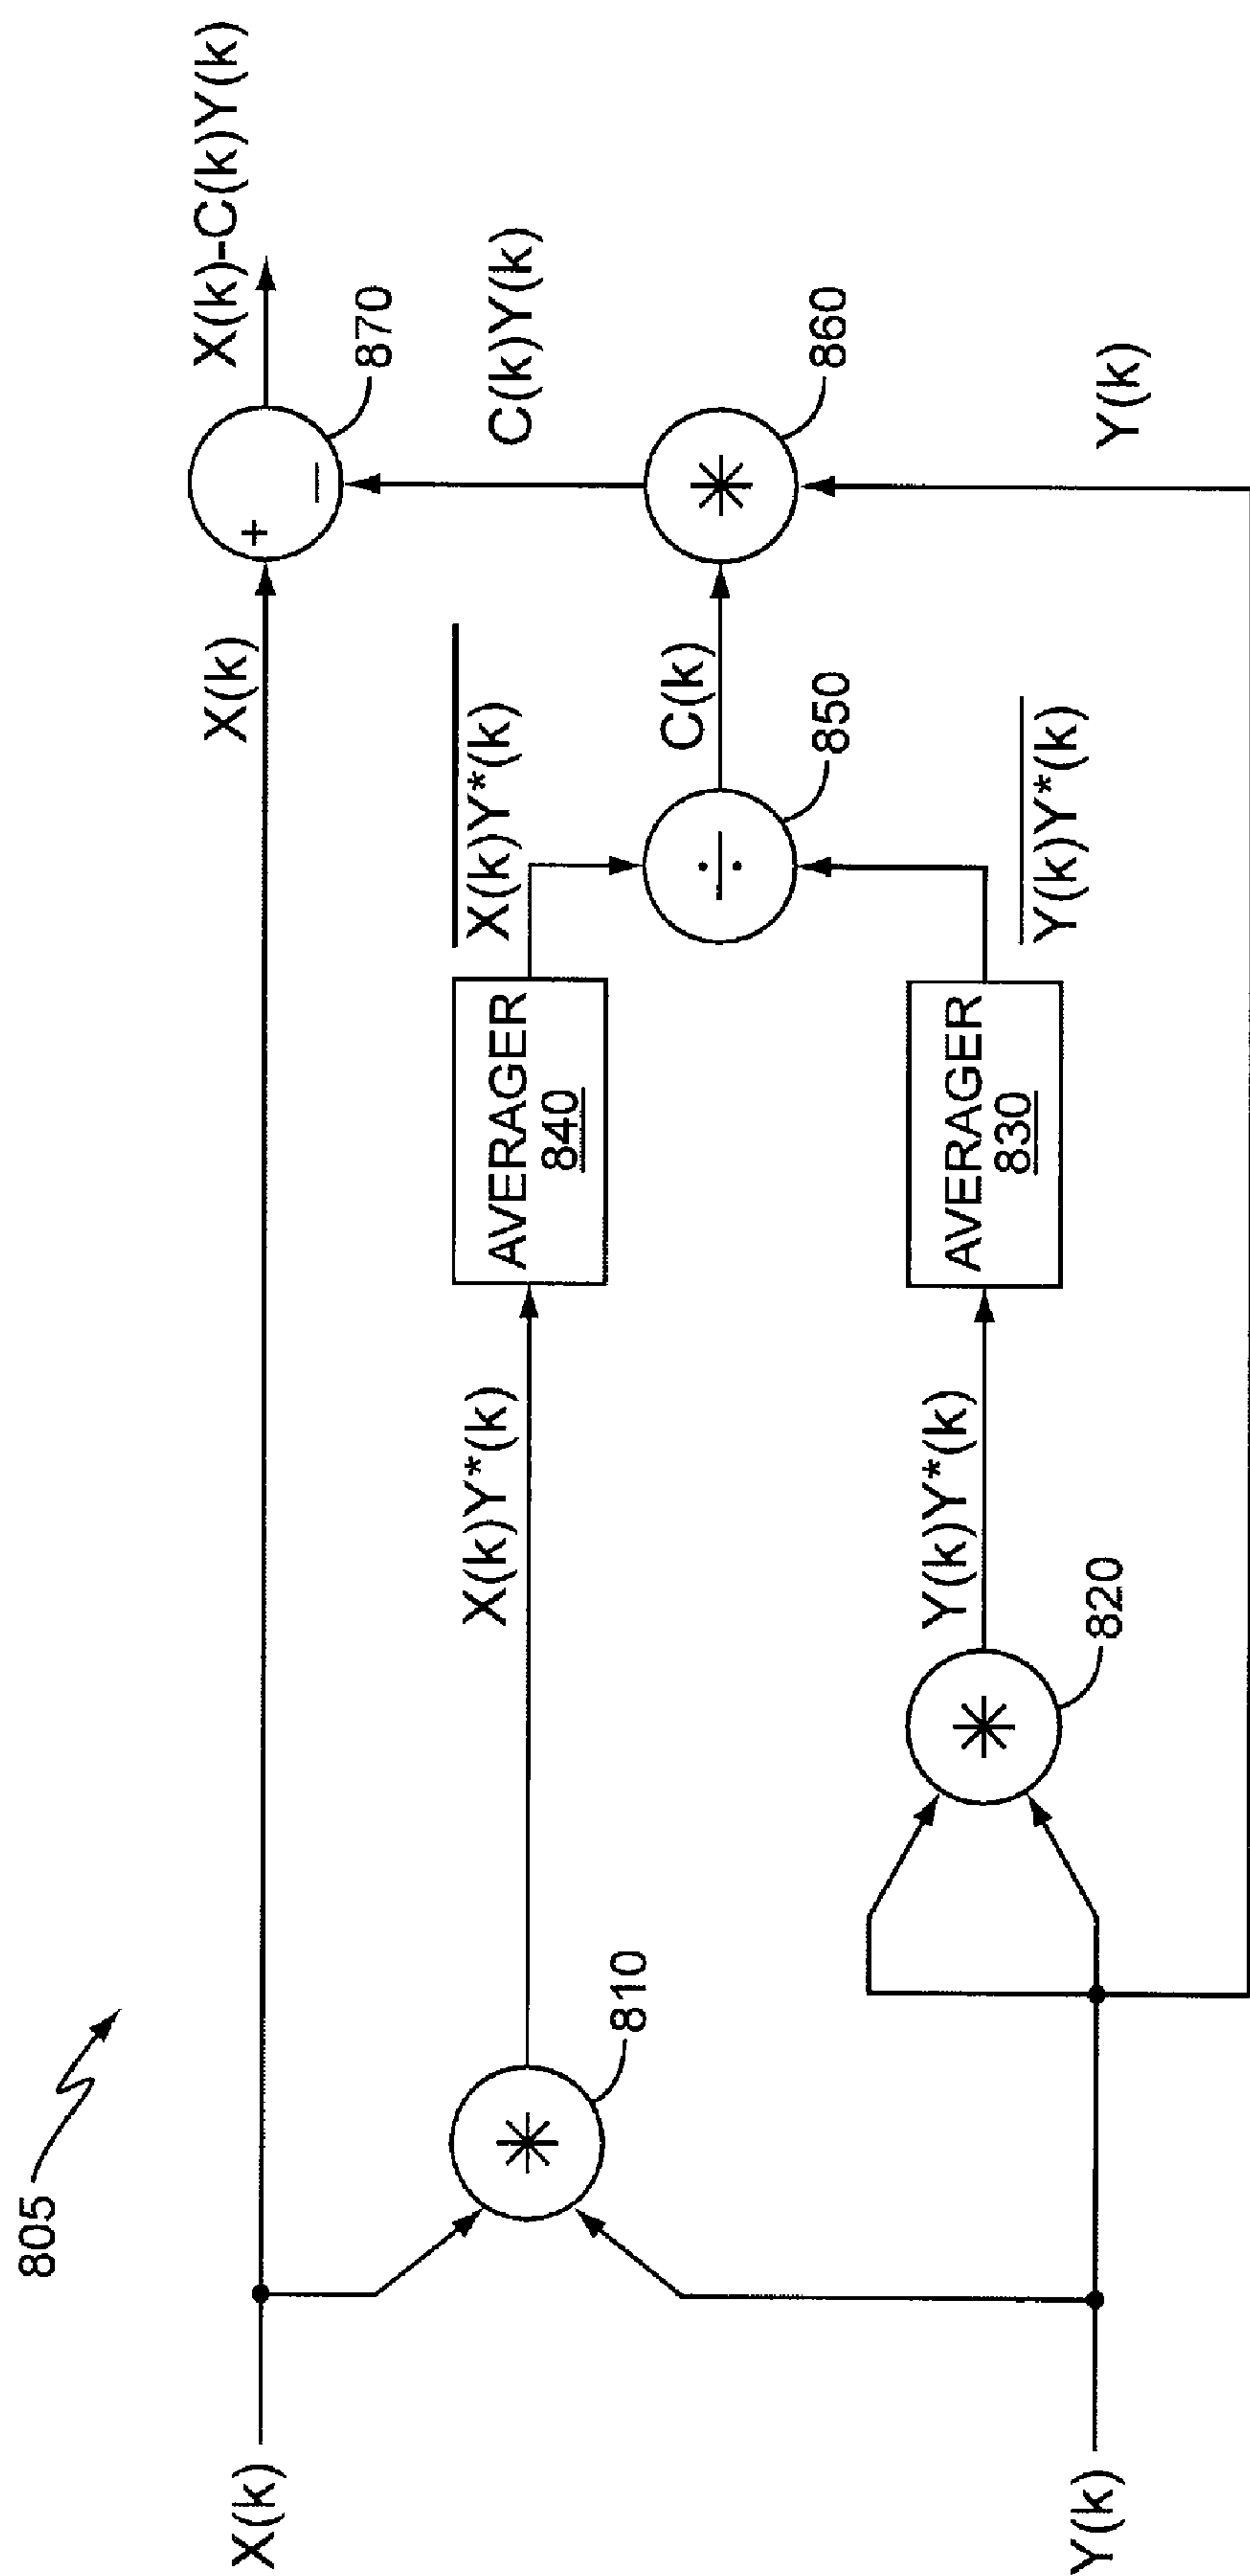 805
X(k)
X(k)
X(k)-C(k)Y(k)
+
−
870
810
X(k)Y*(k)
AVERAGER
840
X(k)Y*(k)
C(k)Y(k)
÷
C(k)
850
*
860
*
*
820
Y(k)Y*(k)
AVERAGER
830
Y(k)Y*(k)
Y(k)
Y(k)